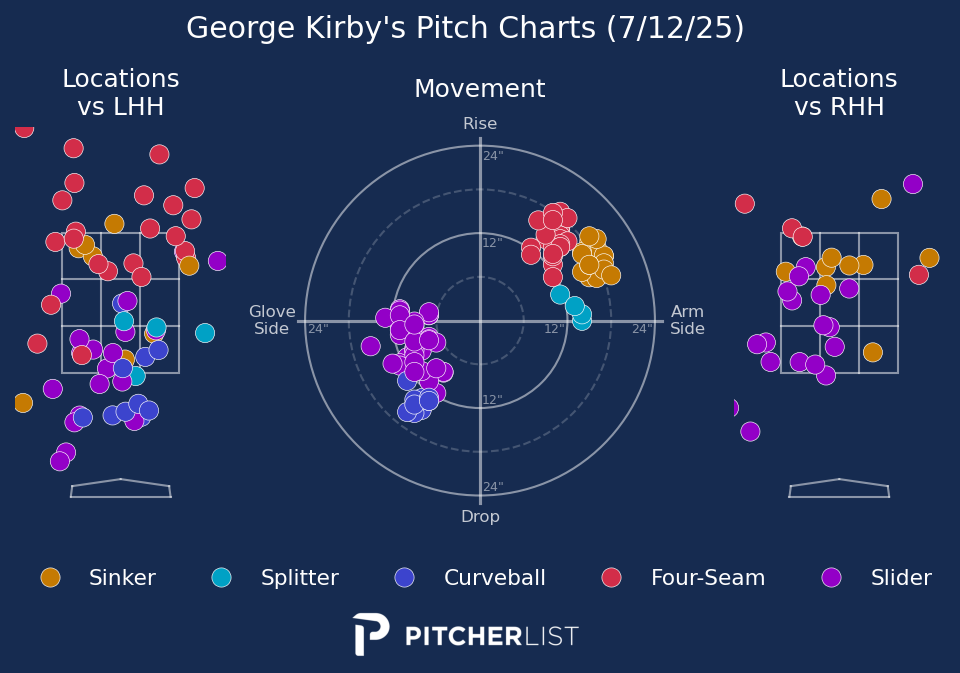 George Kirby's Pitch Charts (7/12/25)
Locations
vs LHH
Movement
Locations
vs RHH
Rise
24"
12"
Glove
Side
24"
12"
24"
Arm
Side
12"
24"
Drop
Sinker
Splitter
Curveball
Four-Seam
Slider
PITCHERLIST